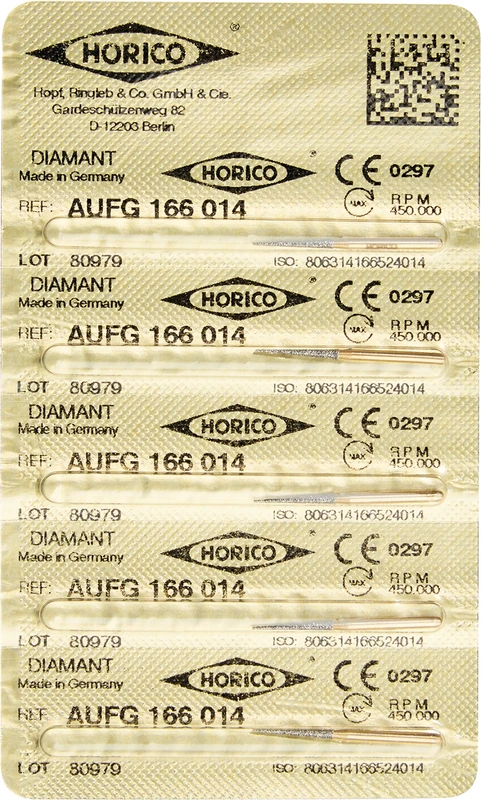 HORICO ®
Hopf, Ringleb & Co. GmbH & Cie.
Gardeschützenweg 82
D-12203 Berlin
DIAMANT HORICO ® CE 0297
Made in Germany
REF: AUFG 166 014 MAX RPM
450.000
LOT 80979 ISO: 806314166524014
DIAMANT HORICO ® CE 0297
Made in Germany
REF: AUFG 166 014 MAX RPM
450.000
LOT 80979 ISO: 806314166524014
DIAMANT HORICO ® CE 0297
Made in Germany
REF: AUFG 166 014 MAX RPM
450.000
LOT 80979 ISO: 806314166524014
DIAMANT HORICO ® CE 0297
Made in Germany
REF: AUFG 166 014 MAX RPM
450.000
LOT 80979 ISO: 806314166524014
DIAMANT HORICO ® CE 0297
Made in Germany
REF: AUFG 166 014 MAX RPM
450.000
LOT 80979 ISO: 806314166524014